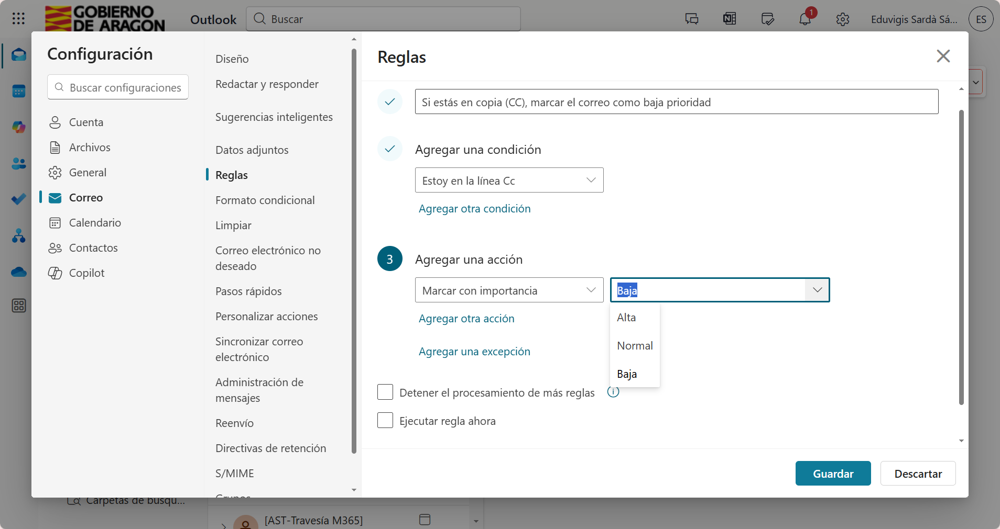 GOBIERNO
DE ARAGON
Outlook
Buscar
1
Eduvigis Sardà Sá...
ES
Configuración
Buscar configuraciones
Cuenta
Archivos
General
Correo
Calendario
Contactos
Copilot
Diseño
Redactar y responder
Sugerencias inteligentes
Datos adjuntos
Reglas
Formato condicional
Limpiar
Correo electrónico no
deseado
Pasos rápidos
Personalizar acciones
Sincronizar correo
electrónico
Administración de
mensajes
Reenvío
Directivas de retención
S/MIME
Grupos
Reglas
Si estás en copia (CC), marcar el correo como baja prioridad
Agregar una condición
Estoy en la línea Cc
Agregar otra condición
3
Agregar una acción
Marcar con importancia
Baja
Alta
Normal
Baja
Agregar otra acción
Agregar una excepción
Detener el procesamiento de más reglas
Ejecutar regla ahora
Guardar
Descartar
Carpetas de búsqu...
[AST-Travesía M365]